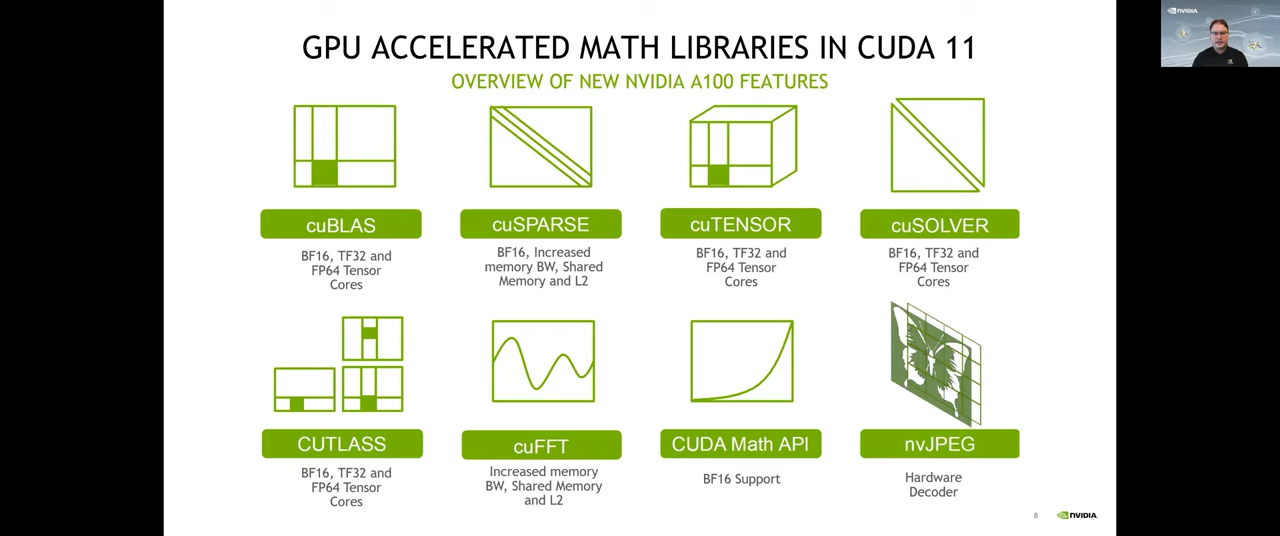 GPU ACCELERATED MATH LIBRARIES IN CUDA 11
OVERVIEW OF NEW NVIDIA A100 FEATURES
cuBLAS
BF16, TF32 and
FP64 Tensor
Cores
cuSPARSE
BF16, Increased
memory BW, Shared
Memory and L2
cuTENSOR
BF16, TF32 and
FP64 Tensor
Cores
cuSOLVER
BF16, TF32 and
FP64 Tensor
Cores
CUTLASS
BF16, TF32 and
FP64 Tensor
Cores
cuFFT
Increased memory
BW, Shared Memory
and L2
CUDA Math API
BF16 Support
nvJPEG
Hardware
Decoder
8
NVIDIA.
NVIDIA